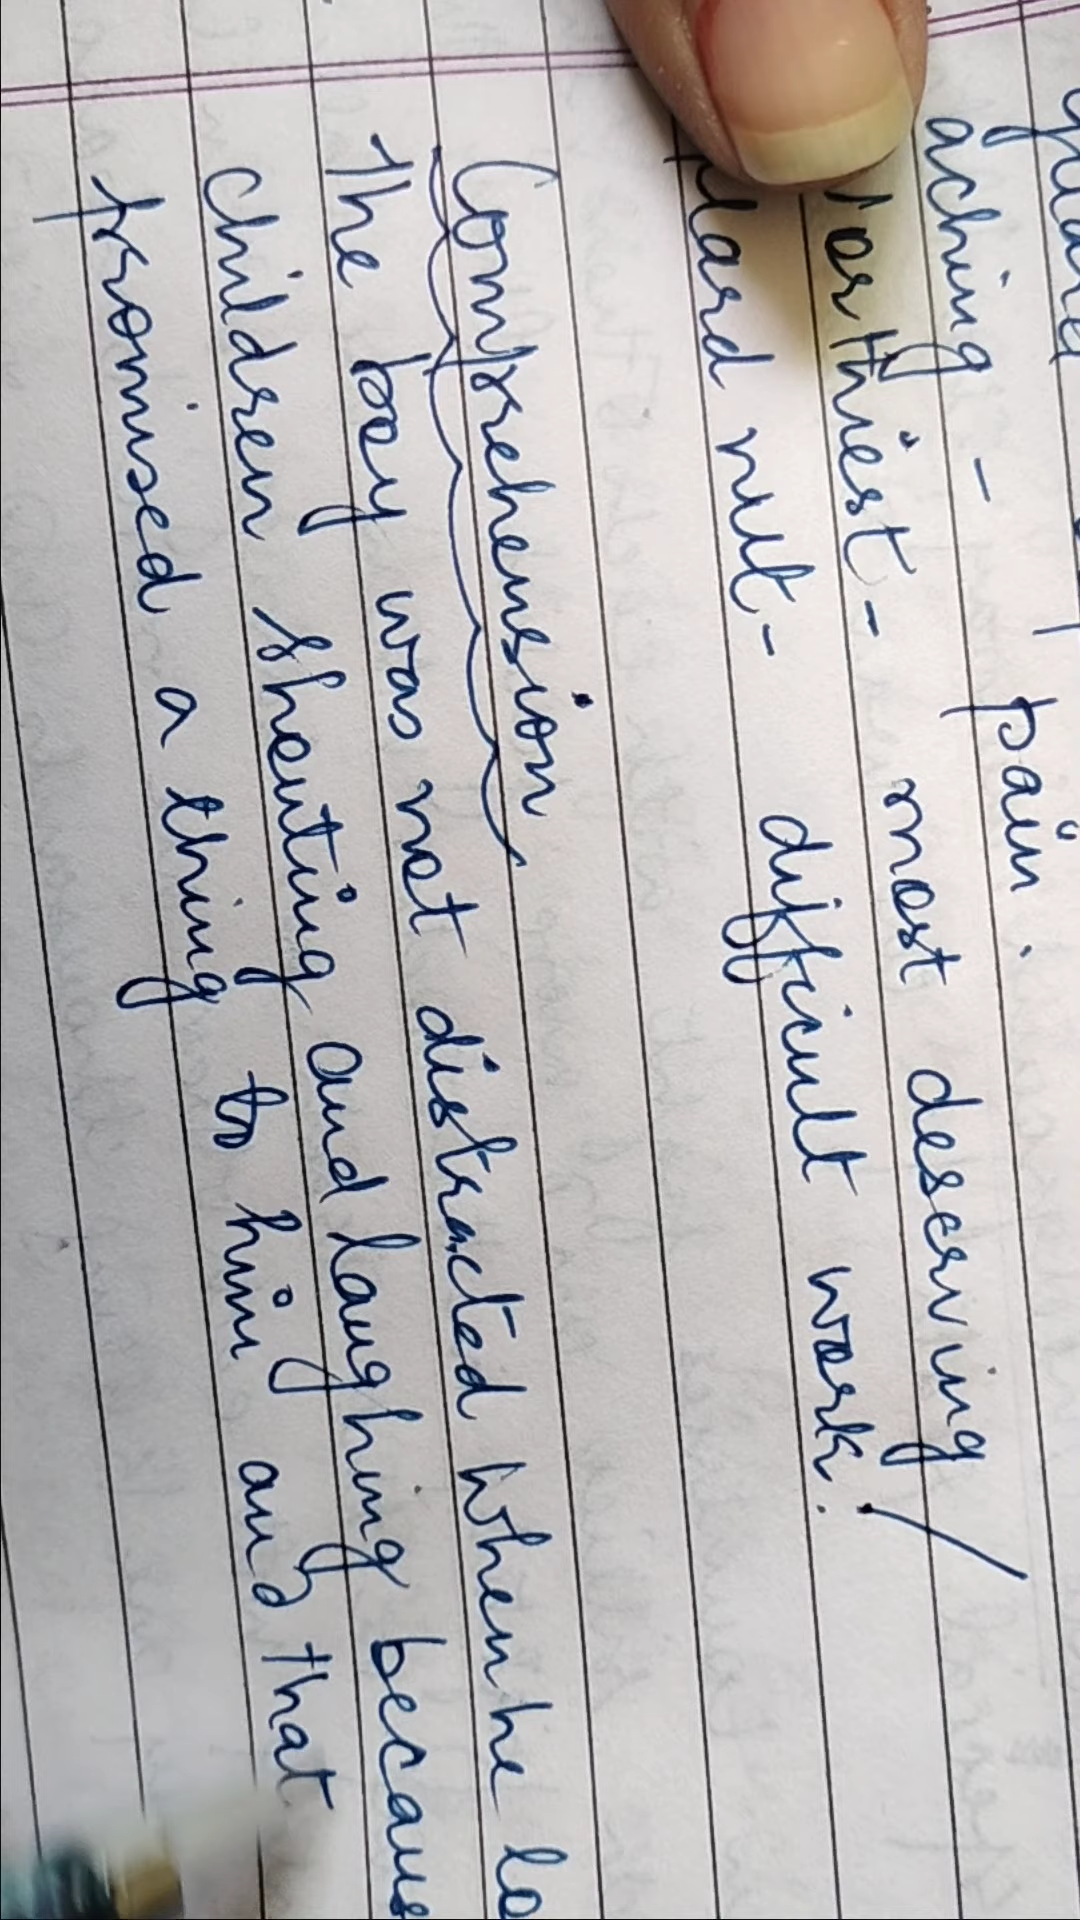 aching - pain.
worthiest - most deserving /
Hard nut - difficult work.
Comprehension
The boy was not distracted when he
children shouting and laughing because
promised a thing to him and that